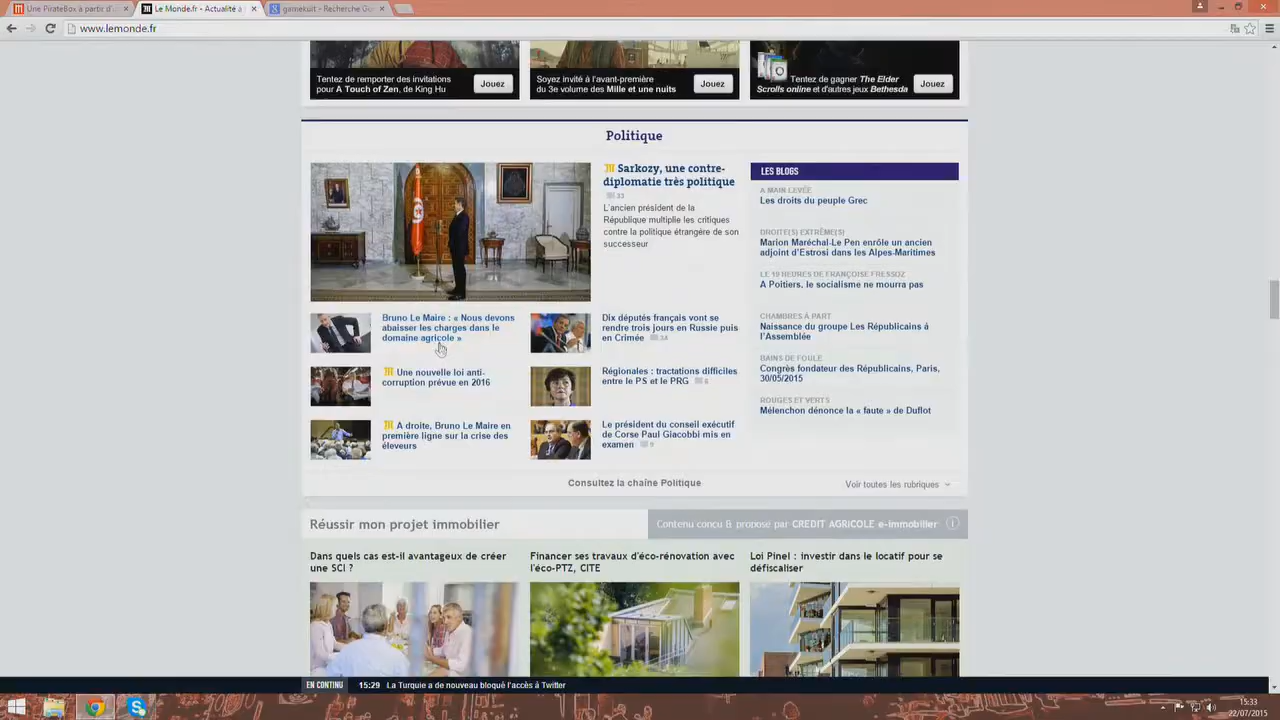 Une PirateBox à partir d'
Le Monde.fr - Actualité à
gamekult - Recherche Go
www.lemonde.fr
Tentez de remporter des invitations
pour A Touch of Zen, de King Hu
Jouez
Soyez invité à l'avant-première
du 3e volume des Mille et une nuits
Jouez
Tentez de gagner The Elder
Scrolls online et d'autres jeux Bethesda
Jouez
Politique
Sarkozy, une contre-
diplomatie très politique
33
L'ancien président de la
République multiplie les critiques
contre la politique étrangère de son
successeur
Bruno Le Maire : « Nous devons
abaisser les charges dans le
domaine agricole »
Dix députés français vont se
rendre trois jours en Russie puis
en Crimée 34
Une nouvelle loi anti-
corruption prévue en 2016
Régionales : tractations difficiles
entre le PS et le PRG 6
A droite, Bruno Le Maire en
première ligne sur la crise des
éleveurs
Le président du conseil exécutif
de Corse Paul Giacobbi mis en
examen 9
LES BLOGS
A MAIN LEVÉE
Les droits du peuple Grec
DROITE(S) EXTRÊME(S)
Marion Maréchal-Le Pen enrôle un ancien
adjoint d'Estrosi dans les Alpes-Maritimes
LE 19 HEURES DE FRANÇOISE FRESSOZ
A Poitiers, le socialisme ne mourra pas
CHAMBRES À PART
Naissance du groupe Les Républicains à
l'Assemblée
BAINS DE FOULE
Congrès fondateur des Républicains, Paris,
30/05/2015
ROUGES ET VERTS
Mélenchon dénonce la « faute » de Duflot
Consultez la chaîne Politique
Voir toutes les rubriques
Réussir mon projet immobilier
Contenu conçu & proposé par CREDIT AGRICOLE e-immobilier
Dans quels cas est-il avantageux de créer
une SCI ?
Financer ses travaux d'éco-rénovation avec
l'éco-PTZ, CITE
Loi Pinel : investir dans le locatif pour se
défiscaliser
EN CONTINU 15:29 La Turquie a de nouveau bloqué l'accès à Twitter
15:33
22/07/2015